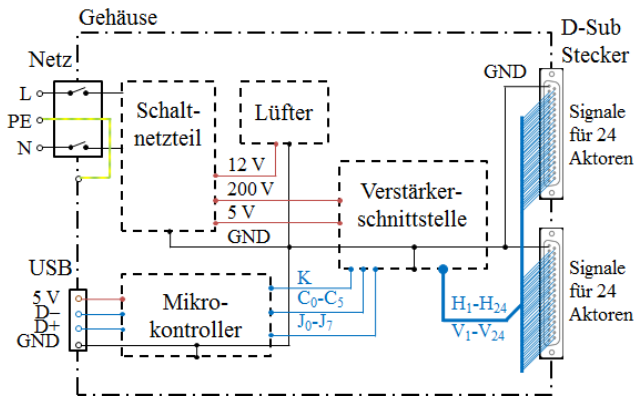 Gehäuse
D-Sub
Stecker
Netz
GND
L
PE
N
Schalt-
netzteil
Lüfter
Signale
für 24
Aktoren
12 V
200 V
5 V
GND
Verstärker-
schnittstelle
USB
5 V
D–
D+
GND
Mikro-
kontroller
K
C₀-C₅
J₀-J₇
H₁-H₂₄
V₁-V₂₄
Signale
für 24
Aktoren